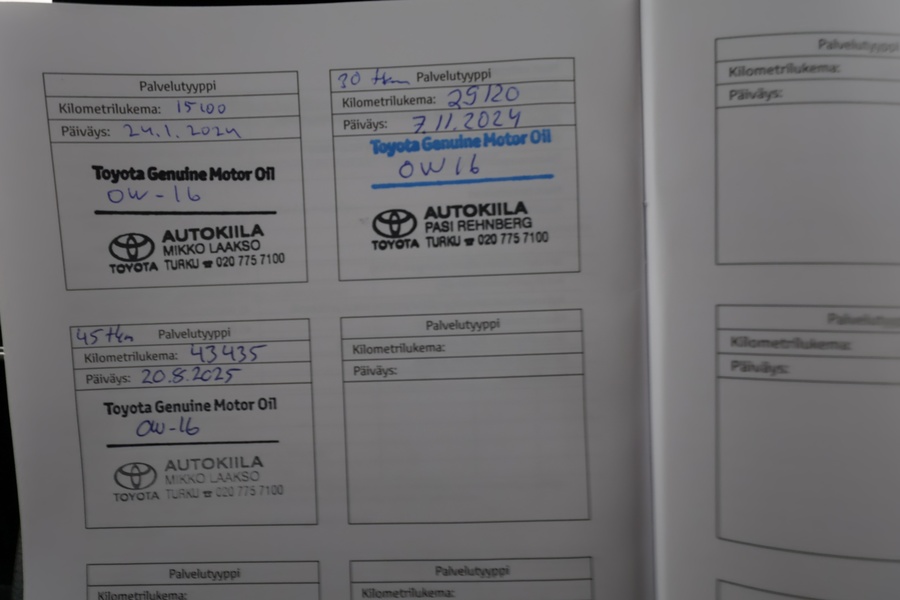 Palvelutyyppi
Kilometrilukema: 15100
Päiväys: 24.1.2024
Toyota Genuine Motor Oil
0W-16
AUTOKIILA
MIKKO LAAKSO
TOYOTA TURKU ☎ 020 775 7100
30 tkm Palvelutyyppi
Kilometrilukema: 29120
Päiväys: 7.11.2024
Toyota Genuine Motor Oil
0W16
AUTOKIILA
PASI REHNBERG
TOYOTA TURKU ☎ 020 775 7100
45 tkm Palvelutyyppi
Kilometrilukema: 43435
Päiväys: 20.8.2025
Toyota Genuine Motor Oil
0W-16
AUTOKIILA
MIKKO LAAKSO
TOYOTA TURKU ☎ 020 775 7100
Palvelutyyppi
Kilometrilukema:
Päiväys:
Palvelutyyppi
Kilometrilukema:
Palvelutyyppi
Kilometrilukema:
Palvelutyyppi
Kilometrilukema:
Päiväys:
Palvelutyyppi
Kilometrilukema:
Päiväys: